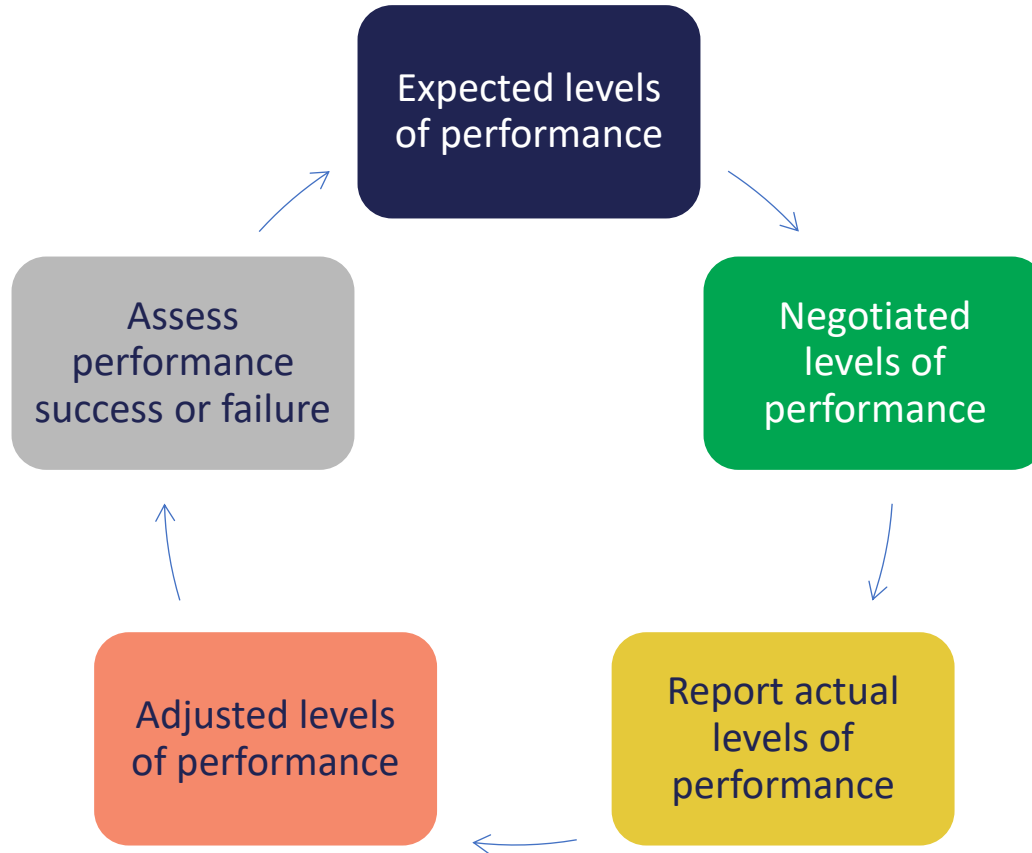 Expected levels
of performance
Negotiated
levels of
performance
Report actual
levels of
performance
Adjusted levels
of performance
Assess
performance
success or failure